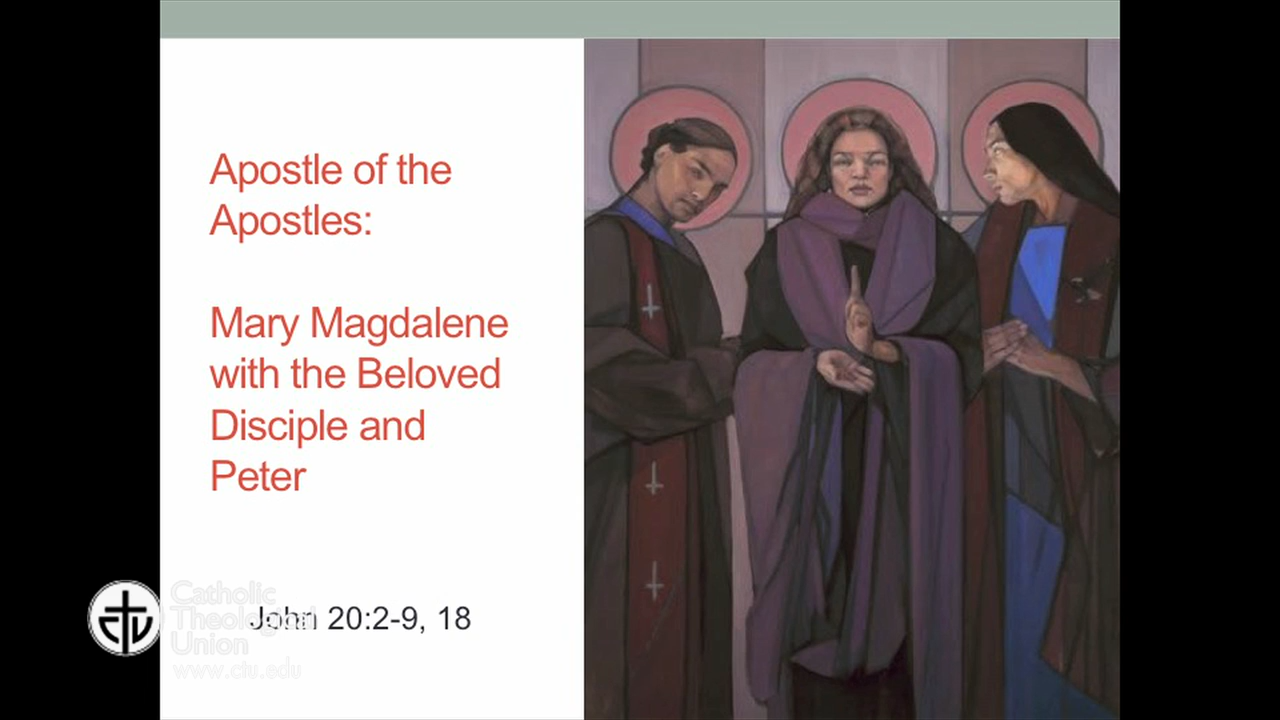 Apostle of the
Apostles:
Mary Magdalene
with the Beloved
Disciple and
Peter
John 20:2-9, 18
Catholic
Theological
Union
www.ctu.edu